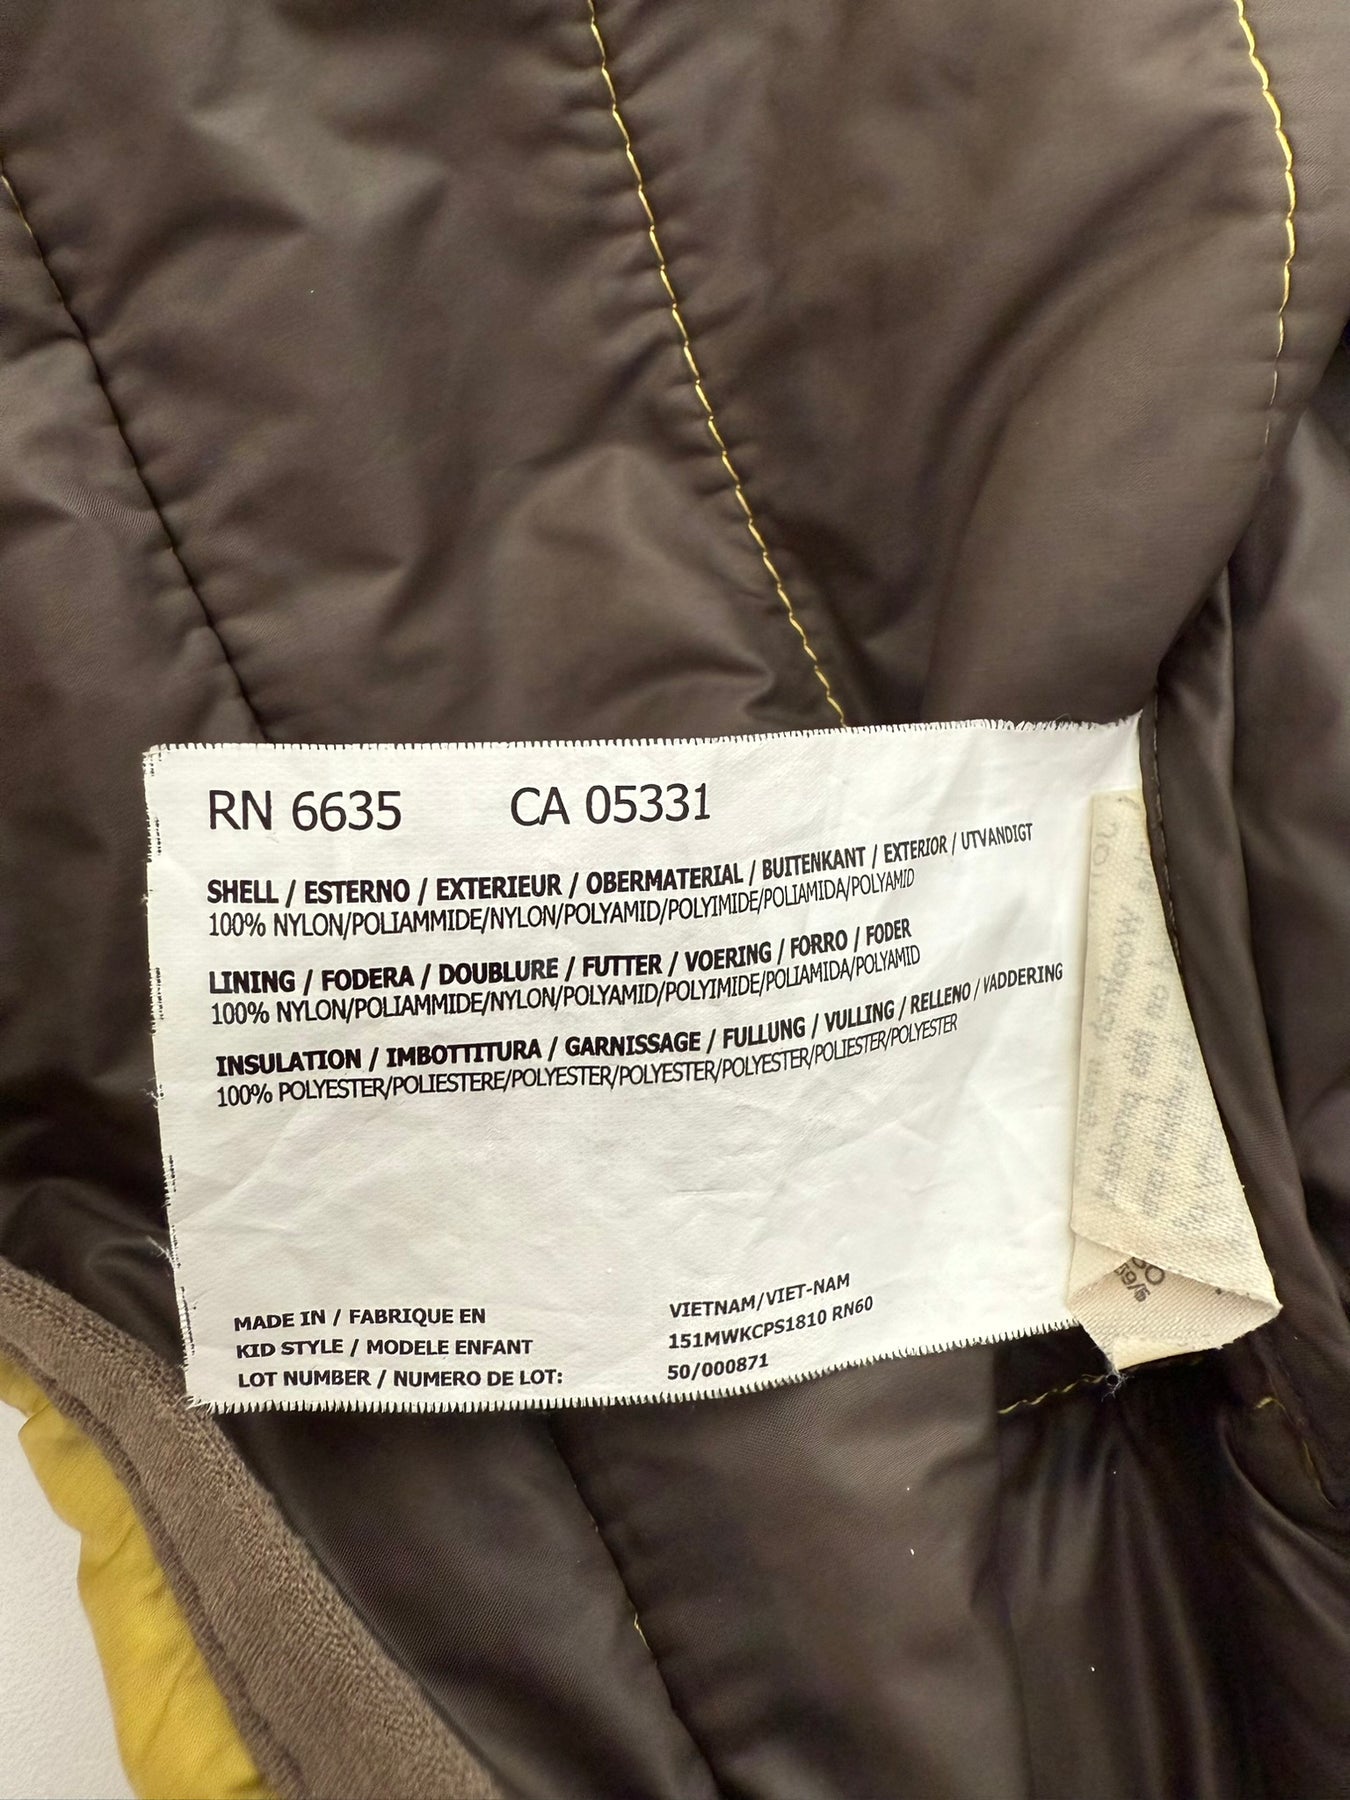 RN 6635 CA 05331
SHELL / ESTERNO / EXTERIEUR / OBERMATERIAL / BUITENKANT / EXTERIOR / UTVANDIGT
100% NYLON/POLIAMMIDE/NYLON/POLYAMID/POLYIMIDE/POLIAMIDA/POLYAMID
LINING / FODERA / DOUBLURE / FUTTER / VOERING / FORRO / FODER
100% NYLON/POLIAMMIDE/NYLON/POLYAMID/POLYIMIDE/POLIAMIDA/POLYAMID
INSULATION / IMBOTTITURA / GARNISSAGE / FULLUNG / VULLING / RELLENO / VADDERING
100% POLYESTER/POLIESTERE/POLYESTER/POLYESTER/POLYESTER/POLIESTER/POLYESTER
MADE IN / FABRIQUE EN VIETNAM/VIET-NAM
KID STYLE / MODELE ENFANT 151MWKCPS1810 RN60
LOT NUMBER / NUMERO DE LOT: 50/000871